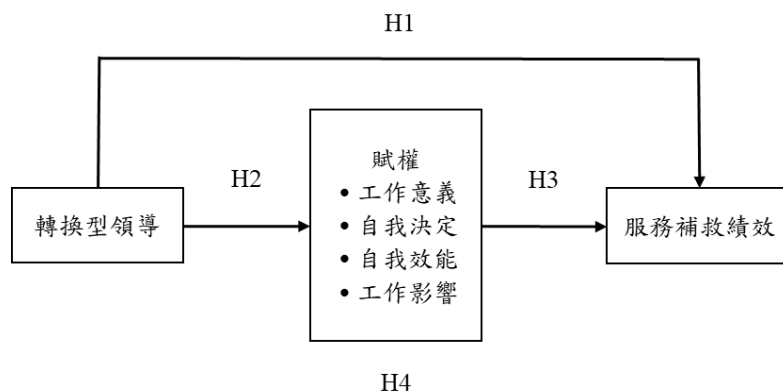 H1
賦權
H2
• 工作意義
H3
轉換型領導
• 自我決定
服務補救績效
• 自我效能
• 工作影響
H4